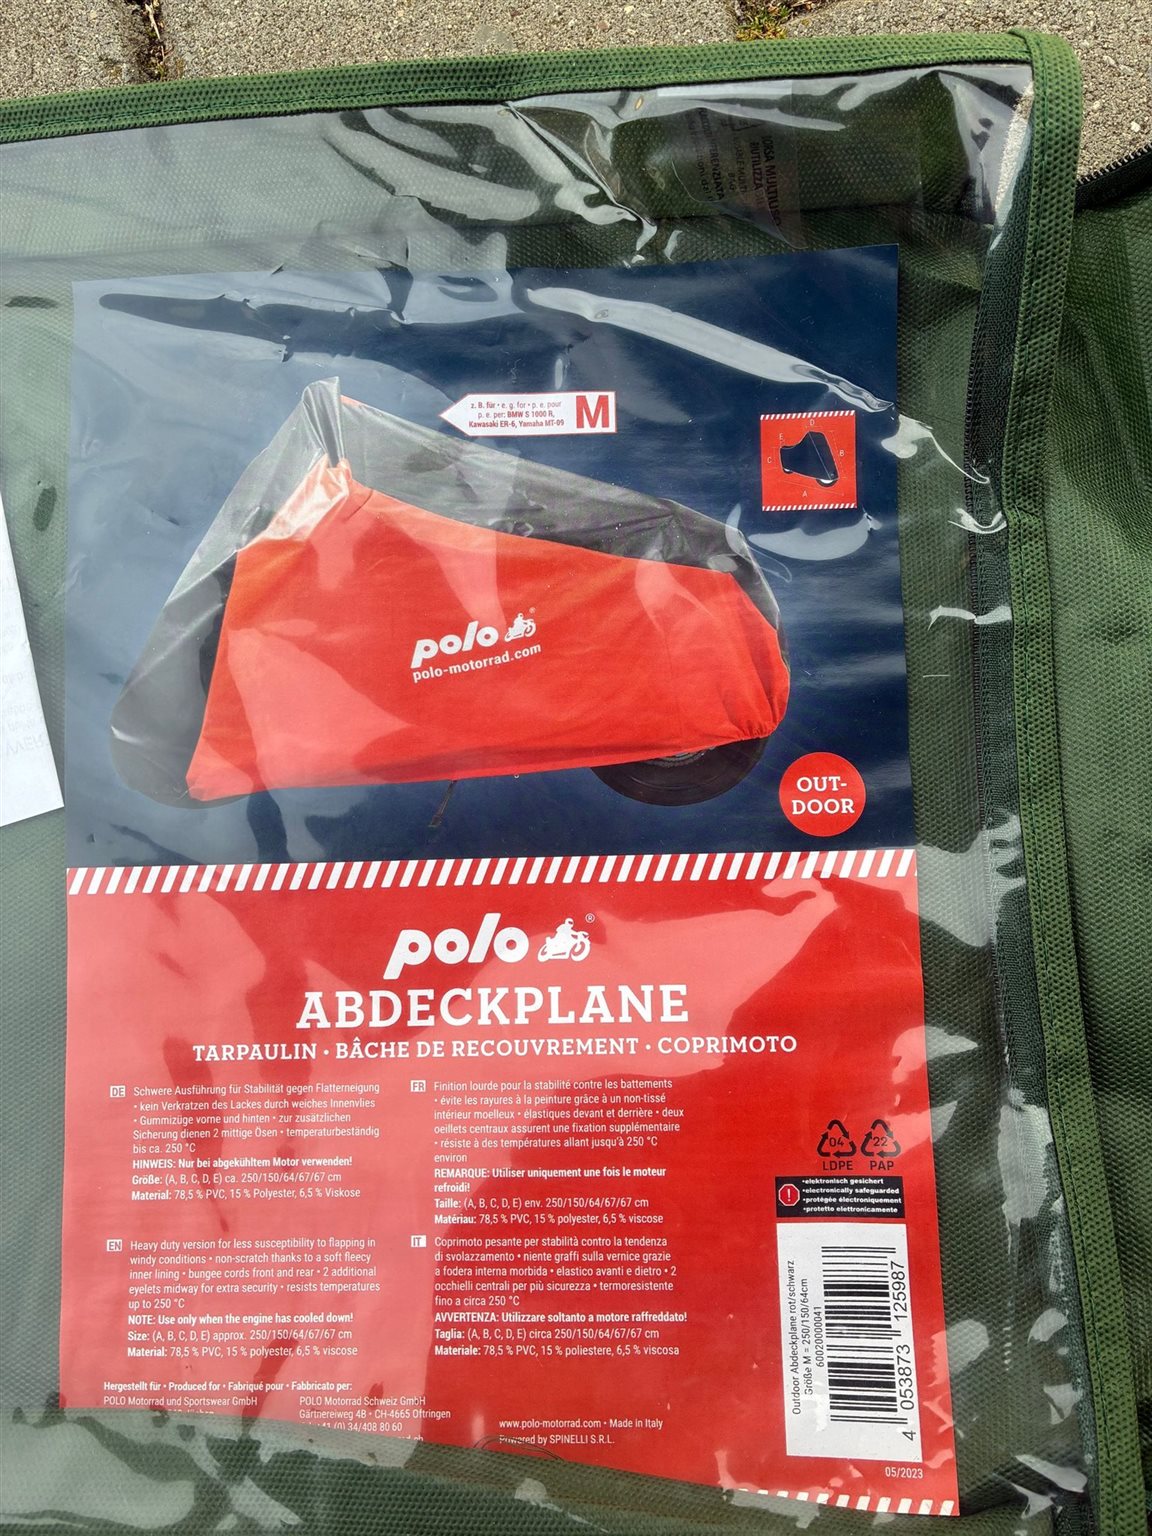 BORSA MULTIUSO
RIUTILIZZABILE
z. B. für • e. g. for • p. e. pour
p. e. per: BMW S 1000 R,
Kawasaki ER-6, Yamaha MT-09
M
D
E
C
B
A
polo®
polo-motorrad.com
OUT-
DOOR
polo®
ABDECKPLANE
TARPAULIN • BÂCHE DE RECOUVREMENT • COPRIMOTO
DE Schwere Ausführung für Stabilität gegen Flatterneigung
• kein Verkratzen des Lackes durch weiches Innenvlies
• Gummizüge vorne und hinten • zur zusätzlichen
Sicherung dienen 2 mittige Ösen • temperaturbeständig
bis ca. 250 °C
HINWEIS: Nur bei abgekühltem Motor verwenden!
Größe: (A, B, C, D, E) ca. 250/150/64/67/67 cm
Material: 78,5 % PVC, 15 % Polyester, 6,5 % Viskose
EN Heavy duty version for less susceptibility to flapping in
windy conditions • non-scratch thanks to a soft fleecy
inner lining • bungee cords front and rear • 2 additional
eyelets midway for extra security • resists temperatures
up to 250 °C
NOTE: Use only when the engine has cooled down!
Size: (A, B, C, D, E) approx. 250/150/64/67/67 cm
Material: 78,5 % PVC, 15 % polyester, 6,5 % viscose
FR Finition lourde pour la stabilité contre les battements
• évite les rayures à la peinture grâce à un non-tissé
intérieur moelleux • élastiques devant et derrière • deux
oeillets centraux assurent une fixation supplémentaire
• résiste à des températures allant jusqu'à 250 °C
environ
REMARQUE: Utiliser uniquement une fois le moteur
refroidi!
Taille: (A, B, C, D, E) env. 250/150/64/67/67 cm
Matériau: 78,5 % PVC, 15 % polyester, 6,5 % viscose
IT Coprimoto pesante per stabilità contro la tendenza
di svolazzamento • niente graffi sulla vernice grazie
a fodera interna morbida • elastico avanti e dietro • 2
occhielli centrali per più sicurezza • termoresistente
fino a circa 250 °C
AVVERTENZA: Utilizzare soltanto a motore raffreddato!
Taglia: (A, B, C, D, E) circa 250/150/64/67/67 cm
Materiale: 78,5 % PVC, 15 % poliestere, 6,5 % viscosa
Hergestellt für • Produced for • Fabriqué pour • Fabbricato per:
POLO Motorrad und Sportswear GmbH
POLO Motorrad Schweiz GmbH
Gärtnereiweg 4B • CH-4665 Oftringen
(0) 34/408 80 60
www.polo-motorrad.com • Made in Italy
Powered by SPINELLI S.R.L.
04
LDPE
22
PAP
•elektronisch gesichert
•electronically safeguarded
•protégée électroniquement
•protetto elettronicamente
Outdoor Abdeckplane rot/schwarz
Größe M = 250/150/64cm
60020000041
4 053873 125987
05/2023